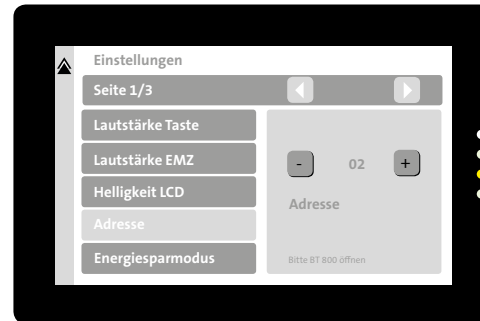 Einstellungen
Seite 1/3
Lautstärke Taste
Lautstärke EMZ
Helligkeit LCD
Adresse
Energiesparmodus
- 02 +
Adresse
Bitte BT 800 öffnen